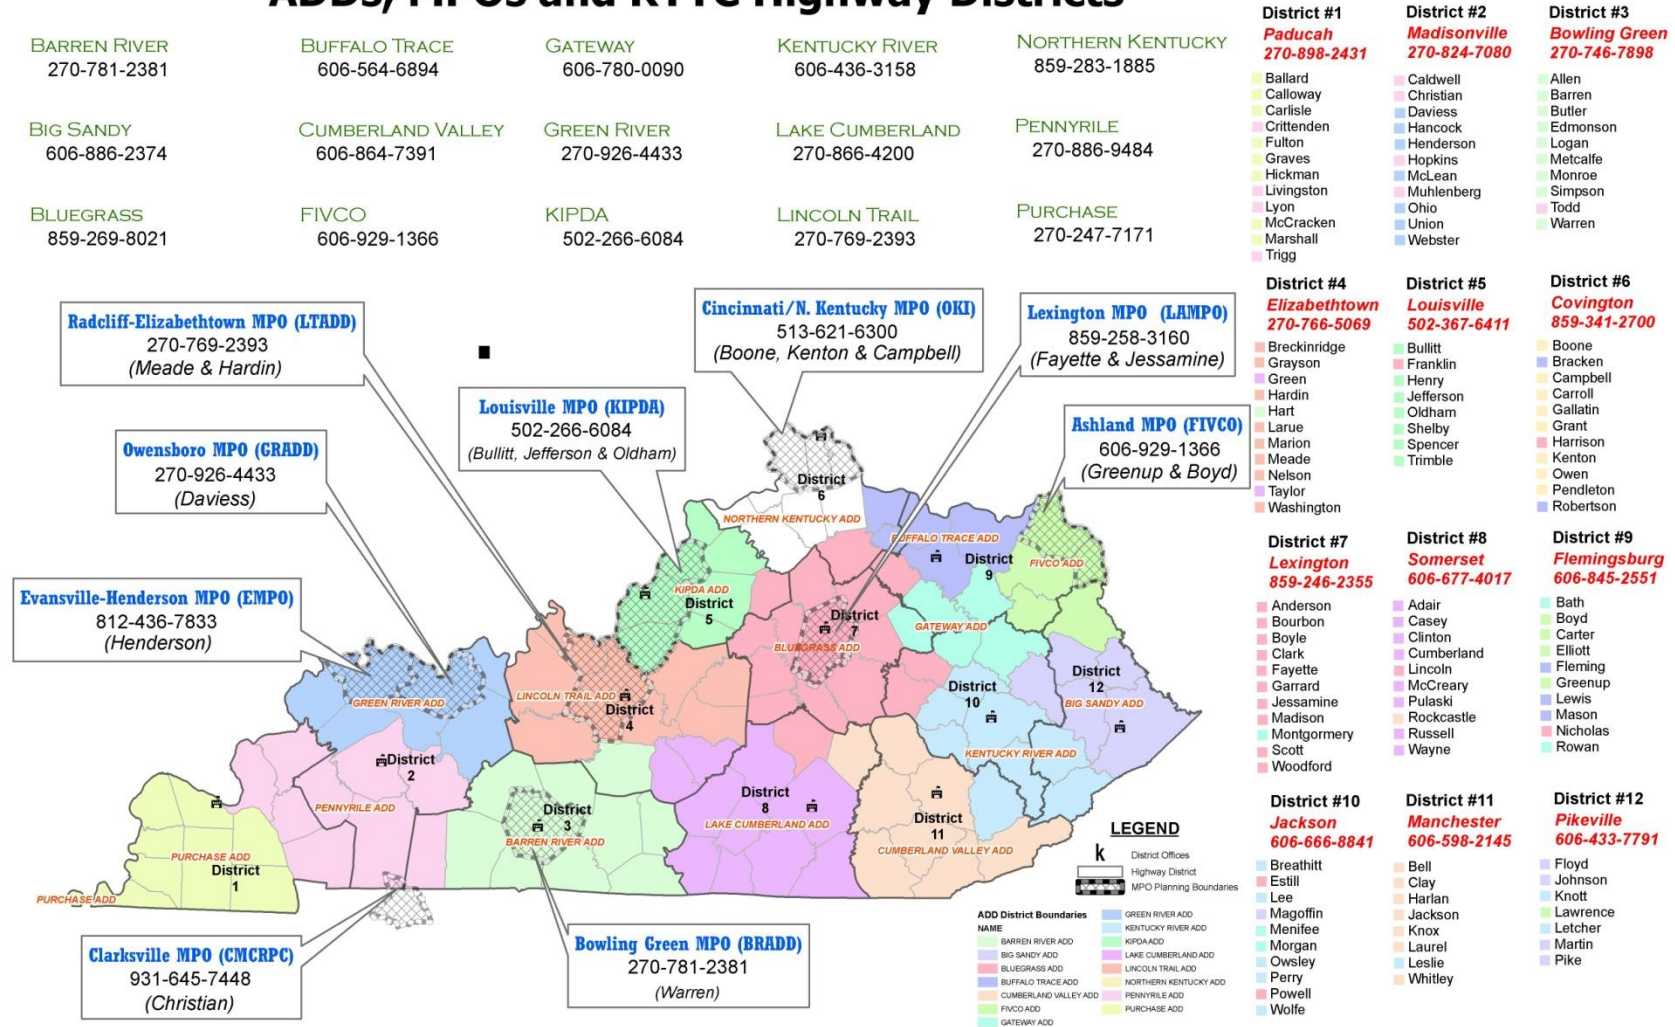 ADDs, MPOs and KYTC Highway Districts
BARREN RIVER
270-781-2381
BUFFALO TRACE
606-564-6894
GATEWAY
606-780-0090
KENTUCKY RIVER
606-436-3158
NORTHERN KENTUCKY
859-283-1885
BIG SANDY
606-886-2374
CUMBERLAND VALLEY
606-864-7391
GREEN RIVER
270-926-4433
LAKE CUMBERLAND
270-866-4200
PENNYRILE
270-886-9484
BLUEGRASS
859-269-8021
FIVCO
606-929-1366
KIPDA
502-266-6084
LINCOLN TRAIL
270-769-2393
PURCHASE
270-247-7171
Radcliff-Elizabethtown MPO (LTADD)
270-769-2393
(Meade & Hardin)
Cincinnati/N. Kentucky MPO (OKI)
513-621-6300
(Boone, Kenton & Campbell)
Lexington MPO (LAMPO)
859-258-3160
(Fayette & Jessamine)
Louisville MPO (KIPDA)
502-266-6084
(Bullitt, Jefferson & Oldham)
Ashland MPO (FIVCO)
606-929-1366
(Greenup & Boyd)
Owensboro MPO (GRADD)
270-926-4433
(Daviess)
Evansville-Henderson MPO (EMPO)
812-436-7833
(Henderson)
Clarksville MPO (CMCRPC)
931-645-7448
(Christian)
Bowling Green MPO (BRADD)
270-781-2381
(Warren)
District
6
NORTHERN KENTUCKY ADD
BUFFALO TRACE ADD
District
9
FIVCO ADD
KIPDA ADD
District
5
District
7
BLUEGRASS ADD
GATEWAY ADD
District
12
BIG SANDY ADD
District
10
KENTUCKY RIVER ADD
GREEN RIVER ADD
LINCOLN TRAIL ADD
District
4
District
2
PENNYRILE ADD
District
3
BARREN RIVER ADD
District
8
LAKE CUMBERLAND ADD
District
11
CUMBERLAND VALLEY ADD
PURCHASE ADD
District
1
PURCHASE ADD
LEGEND
k District Offices
Highway District
MPO Planning Boundaries
ADD District Boundaries
NAME
BARREN RIVER ADD
BIG SANDY ADD
BLUEGRASS ADD
BUFFALO TRACE ADD
CUMBERLAND VALLEY ADD
FIVCO ADD
GATEWAY ADD
GREEN RIVER ADD
KENTUCKY RIVER ADD
KIPDA ADD
LAKE CUMBERLAND ADD
LINCOLN TRAIL ADD
NORTHERN KENTUCKY ADD
PENNYRILE ADD
PURCHASE ADD
District #1
Paducah
270-898-2431
Ballard
Calloway
Carlisle
Crittenden
Fulton
Graves
Hickman
Livingston
Lyon
McCracken
Marshall
Trigg
District #2
Madisonville
270-824-7080
Caldwell
Christian
Daviess
Hancock
Henderson
Hopkins
McLean
Muhlenberg
Ohio
Union
Webster
District #3
Bowling Green
270-746-7898
Allen
Barren
Butler
Edmonson
Logan
Metcalfe
Monroe
Simpson
Todd
Warren
District #4
Elizabethtown
270-766-5069
Breckinridge
Grayson
Green
Hardin
Hart
Larue
Marion
Meade
Nelson
Taylor
Washington
District #5
Louisville
502-367-6411
Bullitt
Franklin
Henry
Jefferson
Oldham
Shelby
Spencer
Trimble
District #6
Covington
859-341-2700
Boone
Bracken
Campbell
Carroll
Gallatin
Grant
Harrison
Kenton
Owen
Pendleton
Robertson
District #7
Lexington
859-246-2355
Anderson
Bourbon
Boyle
Clark
Fayette
Garrard
Jessamine
Madison
Montgormery
Scott
Woodford
District #8
Somerset
606-677-4017
Adair
Casey
Clinton
Cumberland
Lincoln
McCreary
Pulaski
Rockcastle
Russell
Wayne
District #9
Flemingsburg
606-845-2551
Bath
Boyd
Carter
Elliott
Fleming
Greenup
Lewis
Mason
Nicholas
Rowan
District #10
Jackson
606-666-8841
Breathitt
Estill
Lee
Magoffin
Menifee
Morgan
Owsley
Perry
Powell
Wolfe
District #11
Manchester
606-598-2145
Bell
Clay
Harlan
Jackson
Knox
Laurel
Leslie
Whitley
District #12
Pikeville
606-433-7791
Floyd
Johnson
Knott
Lawrence
Letcher
Martin
Pike